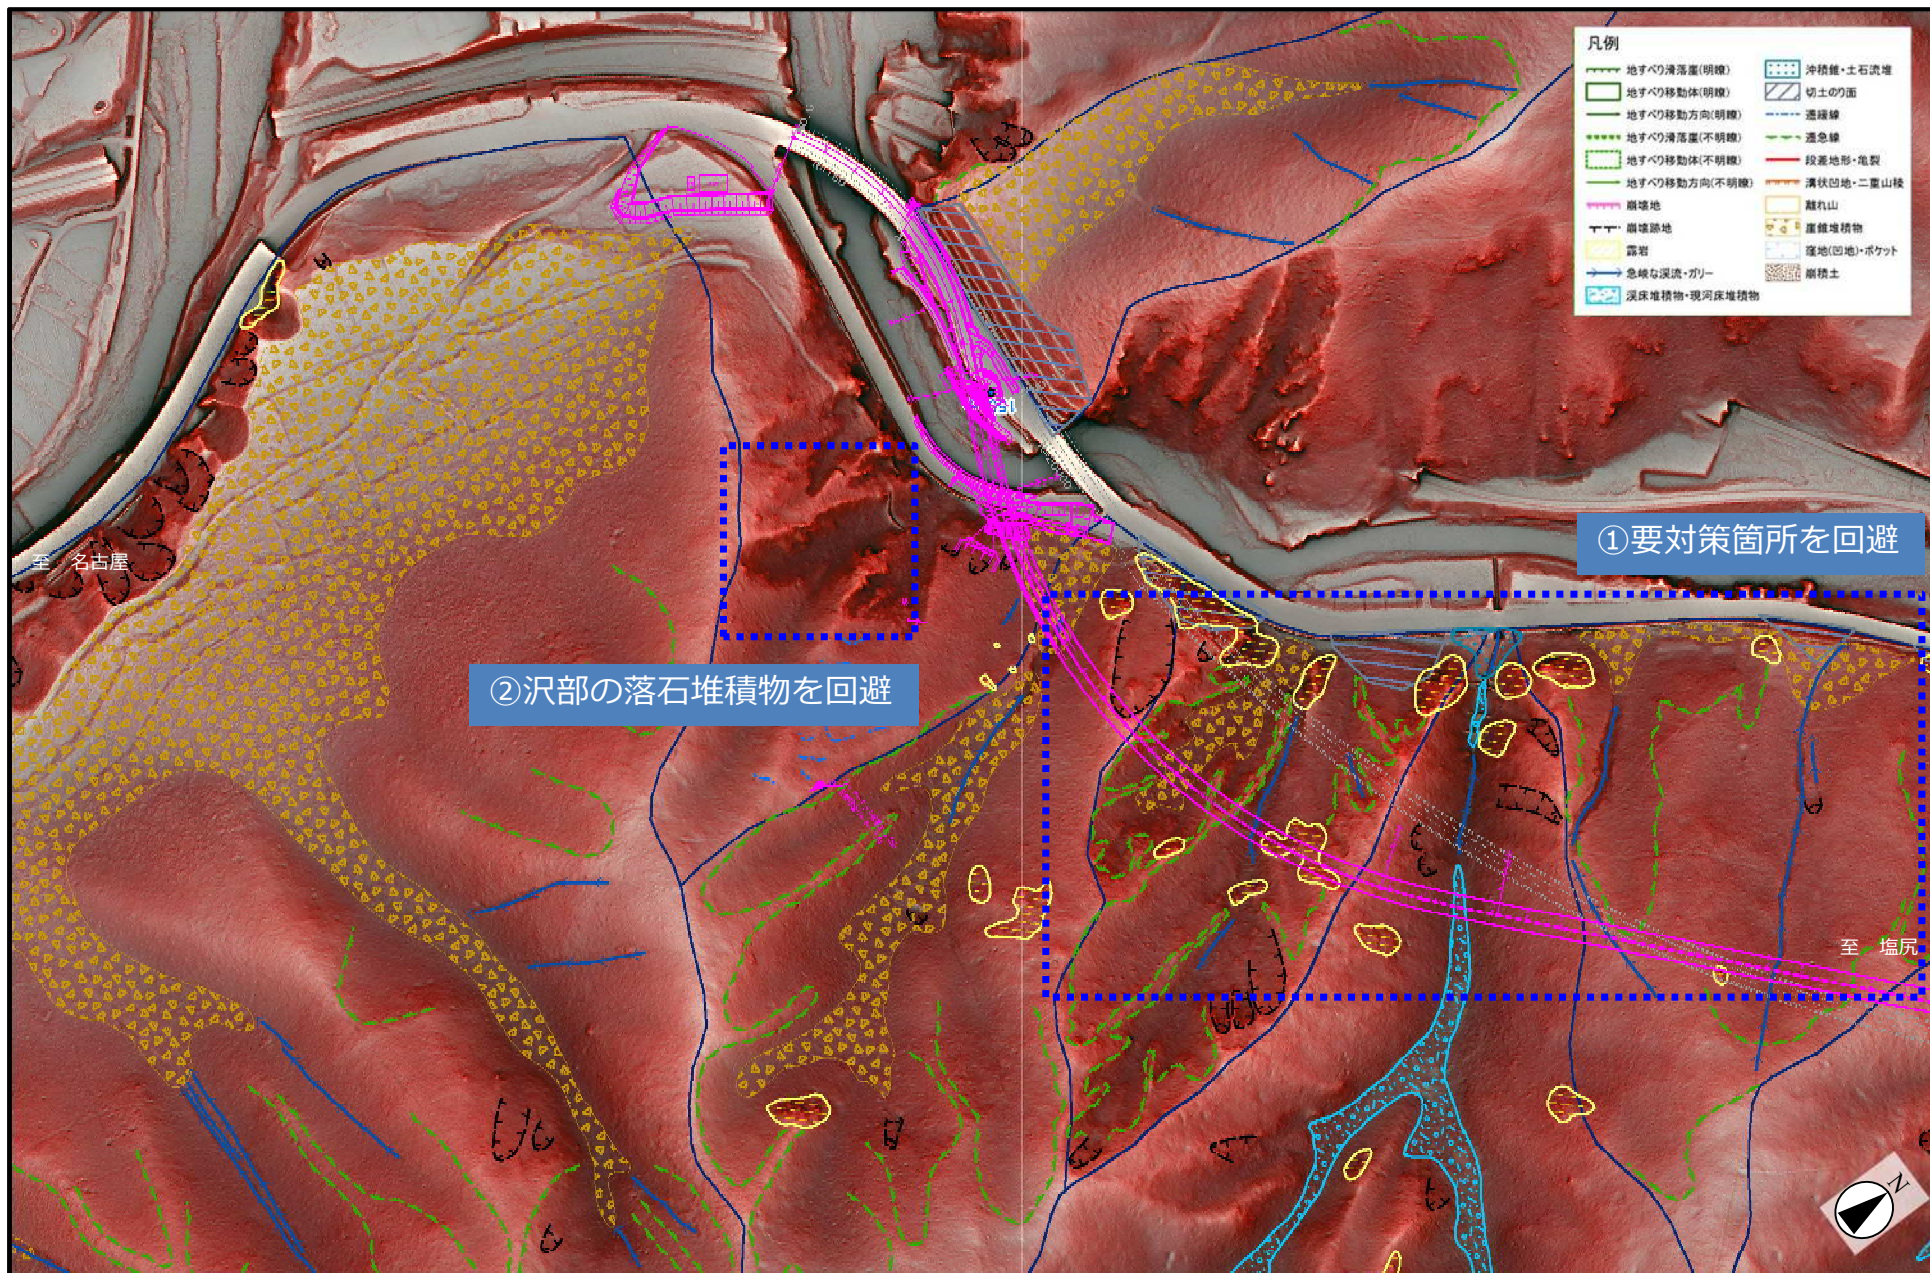 凡例
地すべり滑落崖(明瞭)
地すべり移動体(明瞭)
地すべり移動方向(明瞭)
地すべり滑落崖(不明瞭)
地すべり移動体(不明瞭)
地すべり移動方向(不明瞭)
崩壊地
崩壊跡地
露岩
急峻な渓流・ガリー
渓床堆積物・現河床堆積物
沖積錐・土石流堆
切土のり面
遷緩線
遷急線
段差地形・亀裂
溝状凹地・二重山稜
離れ山
崖錐堆積物
窪地(凹地)・ポケット
崩積土
①要対策箇所を回避
至 名古屋
②沢部の落石堆積物を回避
至 塩尻
N